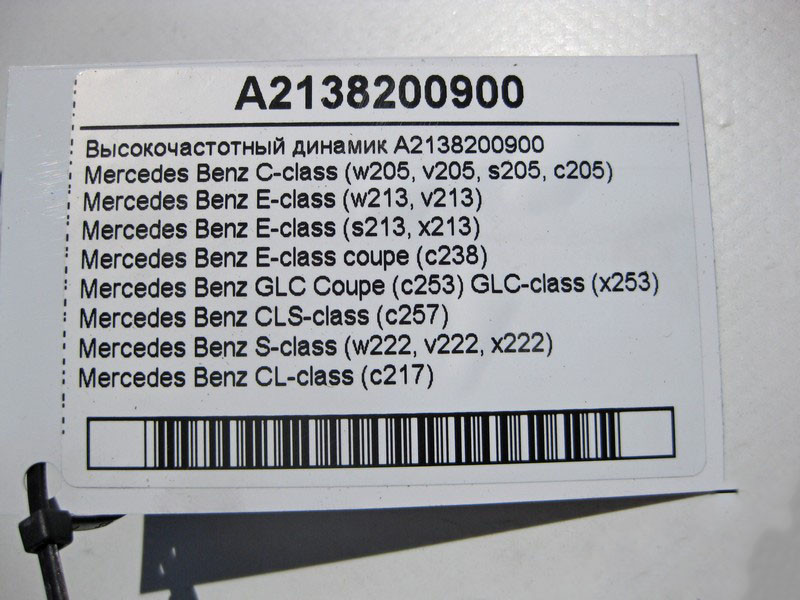 A2138200900
Высокочастотный динамик A2138200900
Mercedes Benz C-class (w205, v205, s205, c205)
Mercedes Benz E-class (w213, v213)
Mercedes Benz E-class (s213, x213)
Mercedes Benz E-class coupe (c238)
Mercedes Benz GLC Coupe (c253) GLC-class (x253)
Mercedes Benz CLS-class (c257)
Mercedes Benz S-class (w222, v222, x222)
Mercedes Benz CL-class (c217)